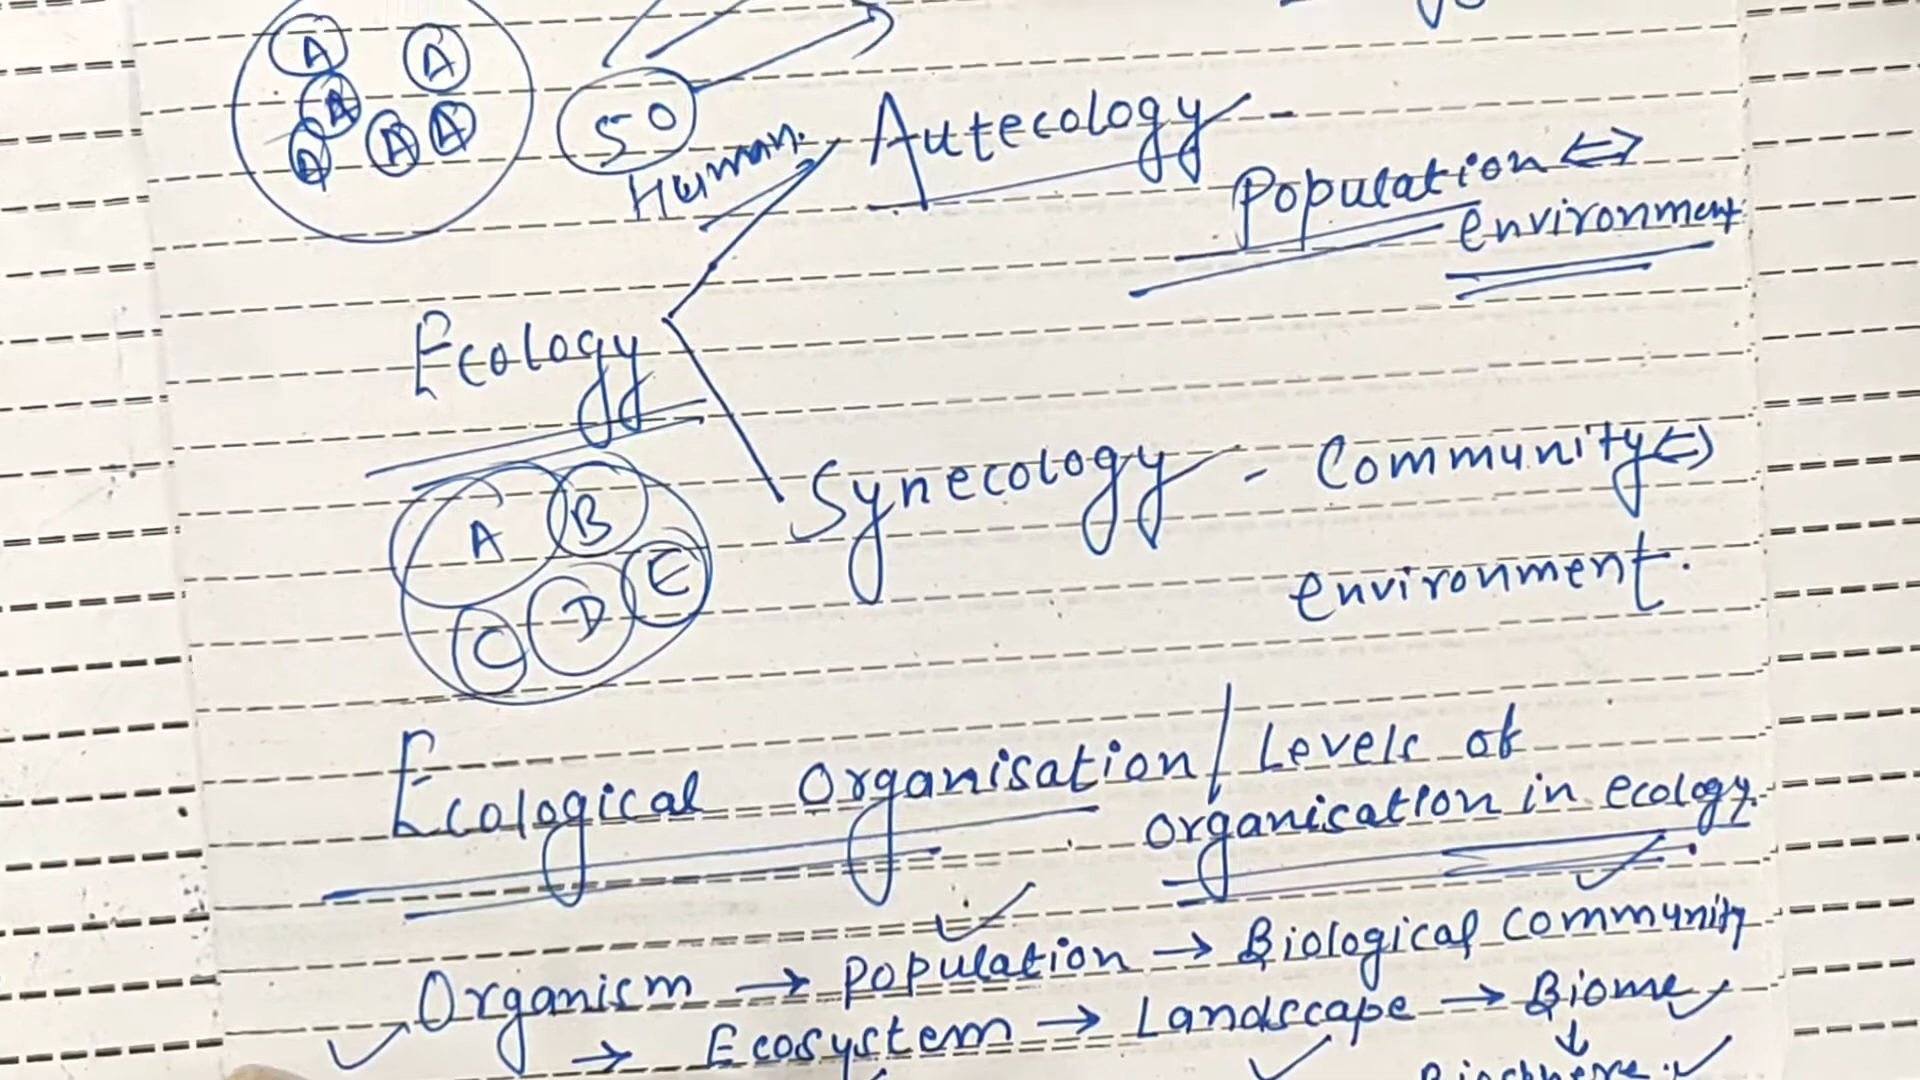 A A
A
A A A
50
Human. Autecology -
Population ⟷
environment
Ecology
A B
E
C D
Synecology - Community ⟷
environment.
Ecological Organisation / Levels of
organisation in ecology.
Organism → Population → Biological community
→ Ecosystem → Landscape → Biome
↓
Biosphere.